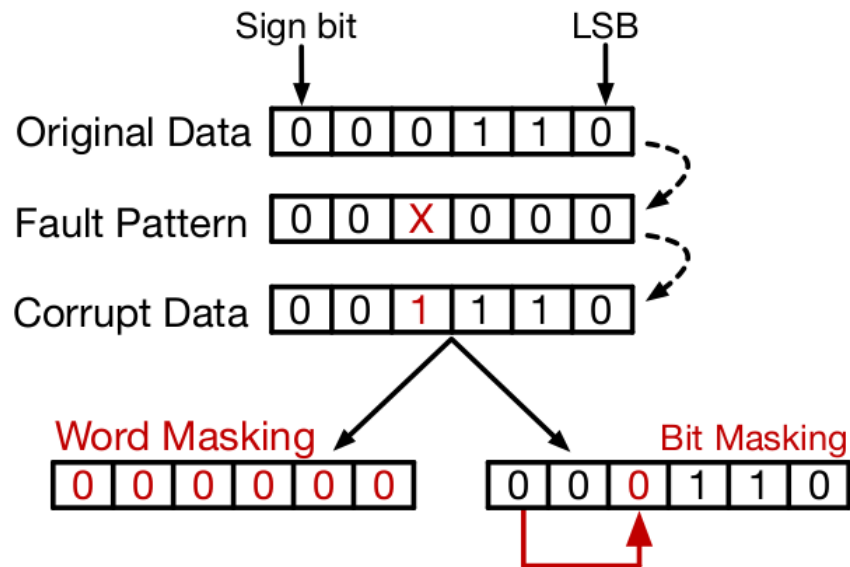 Sign bit LSB
Original Data 0 0 0 1 1 0
Fault Pattern 0 0 X 0 0 0
Corrupt Data 0 0 1 1 1 0
Word Masking Bit Masking
0 0 0 0 0 0 0 0 0 1 1 0